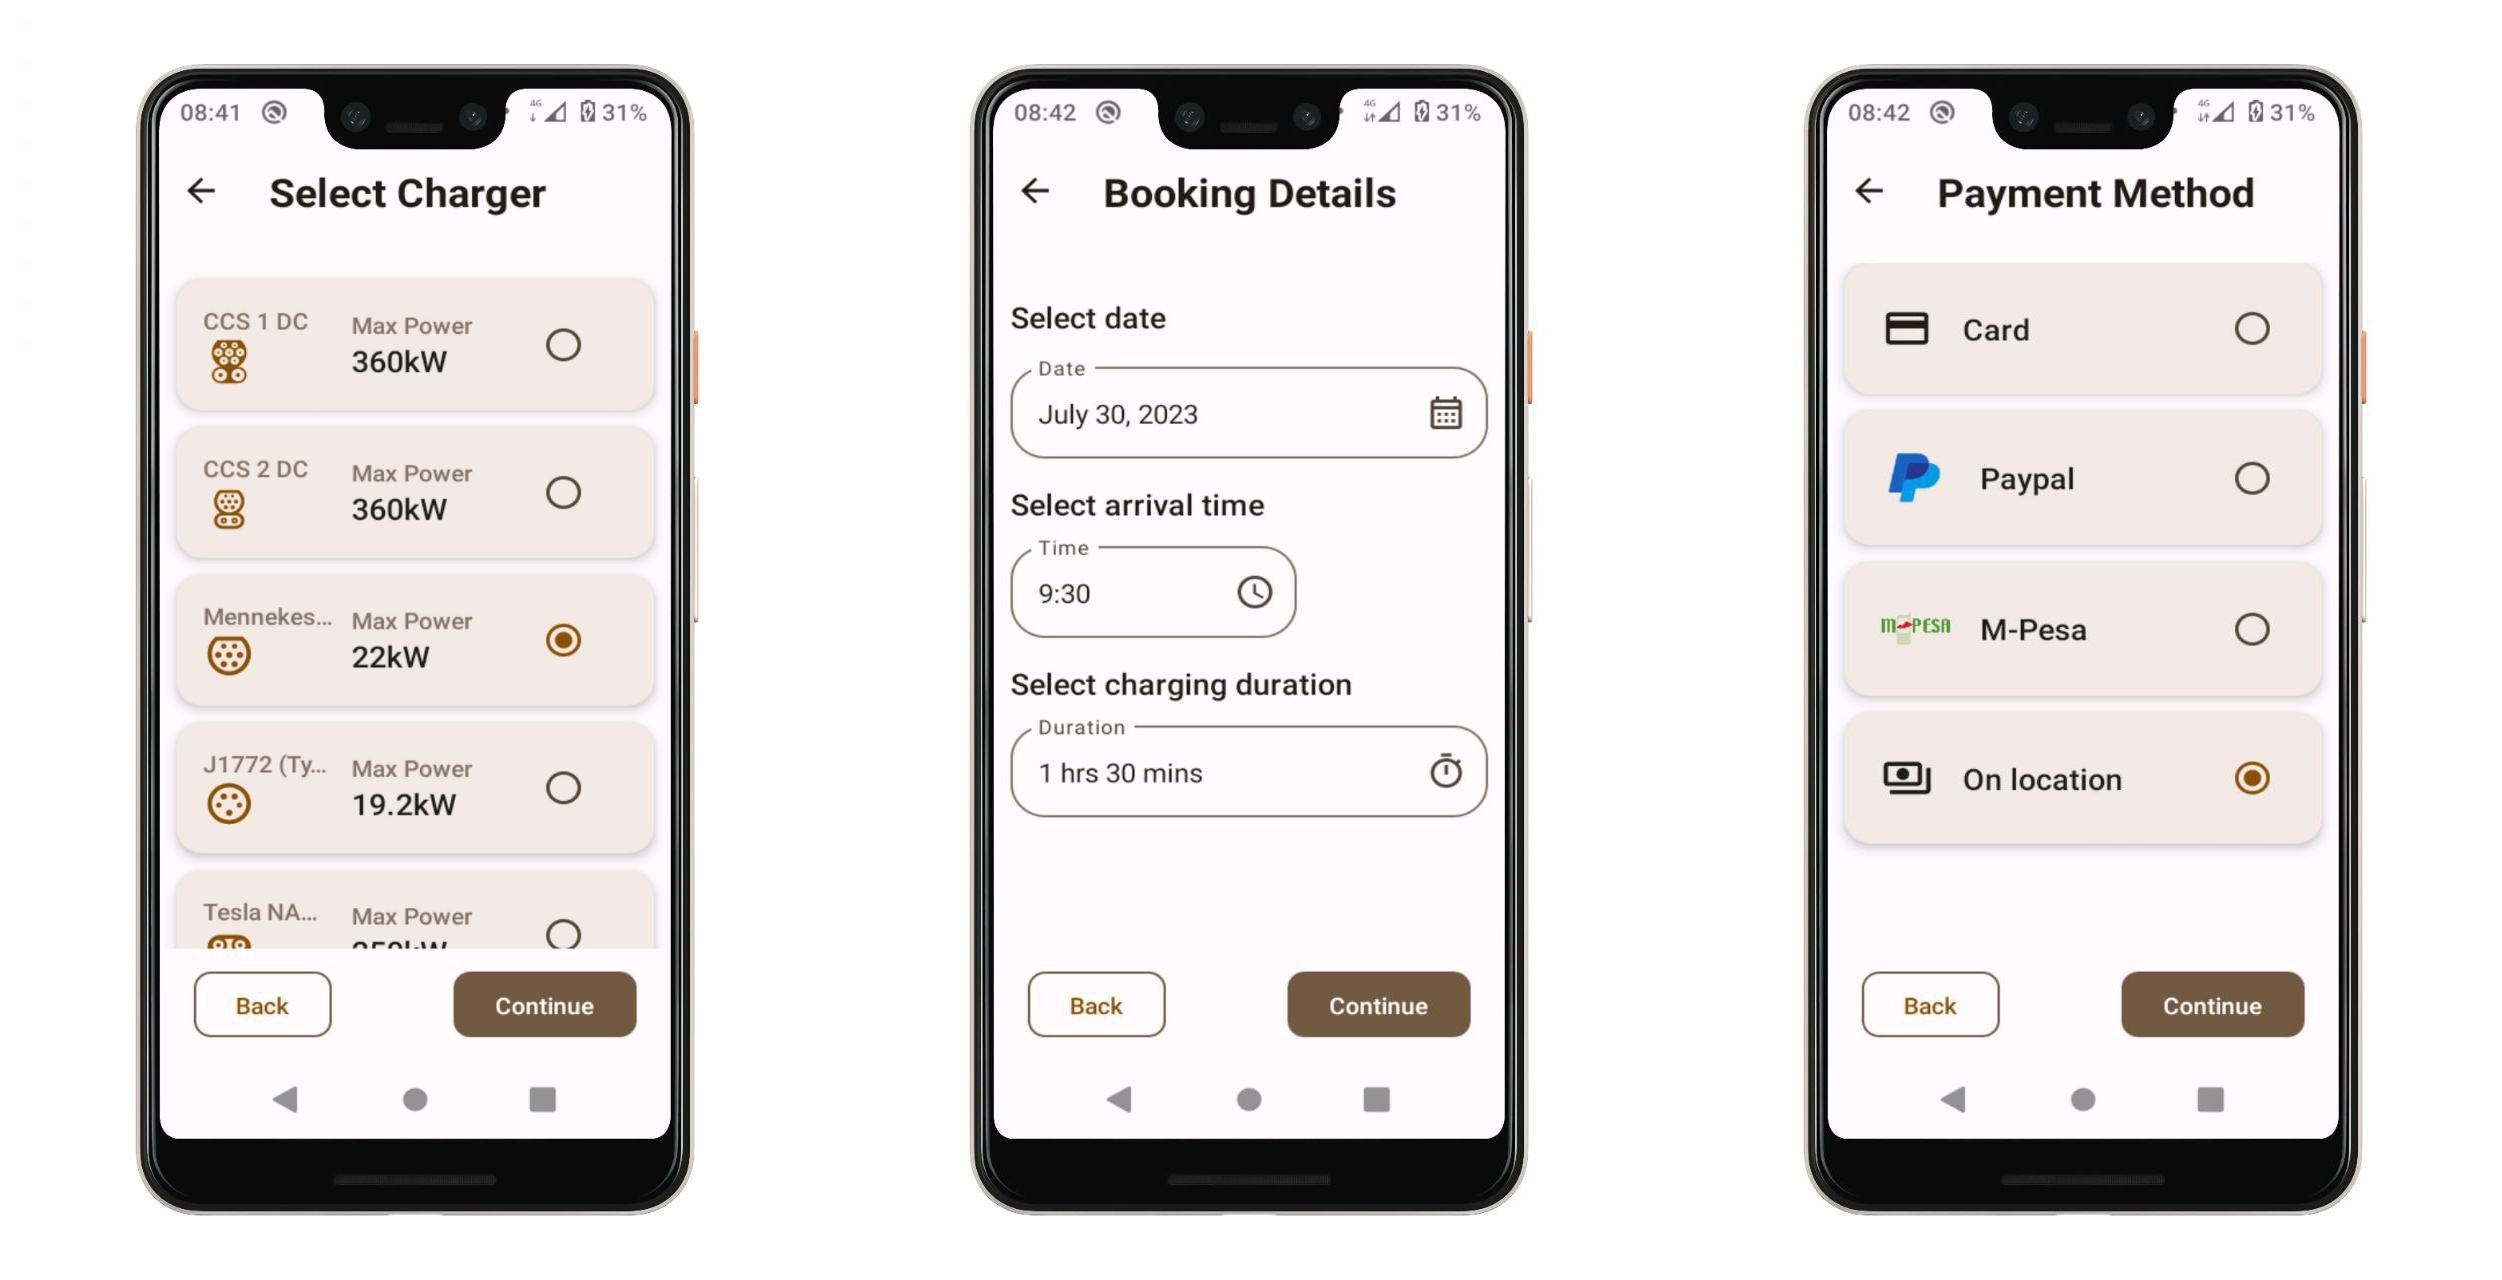 08:41
4G
31%
Select Charger
CCS 1 DC
Max Power
360kW
CCS 2 DC
Max Power
360kW
Mennekes...
Max Power
22kW
J1772 (Ty...
Max Power
19.2kW
Tesla NA...
Max Power
Back
Continue
08:42
4G
31%
Booking Details
Select date
Date
July 30, 2023
Select arrival time
Time
9:30
Select charging duration
Duration
1 hrs 30 mins
Back
Continue
08:42
4G
31%
Payment Method
Card
Paypal
M-PESA
M-Pesa
On location
Back
Continue